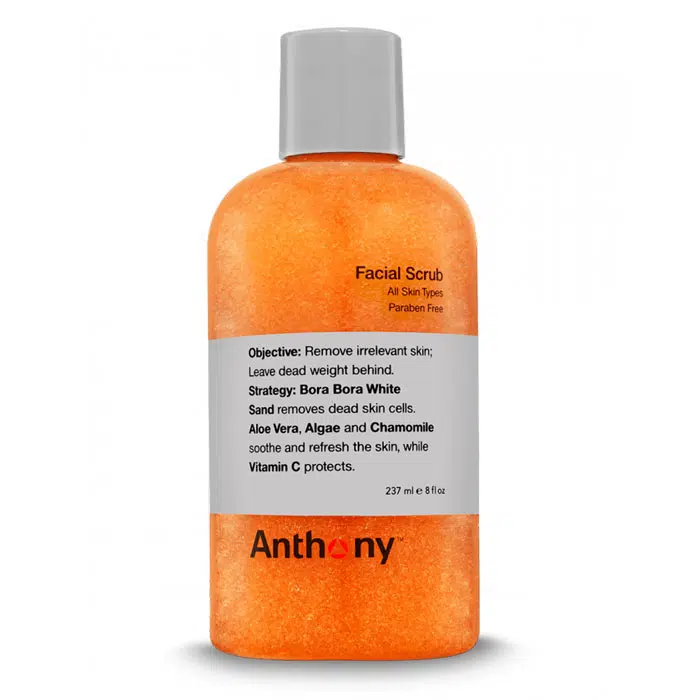 Facial Scrub
All Skin Types
Paraben Free
Objective: Remove irrelevant skin;
Leave dead weight behind.
Strategy: Bora Bora White
Sand removes dead skin cells.
Aloe Vera, Algae and Chamomile
soothe and refresh the skin, while
Vitamin C protects.
237 ml e 8 fl oz
Anthony™